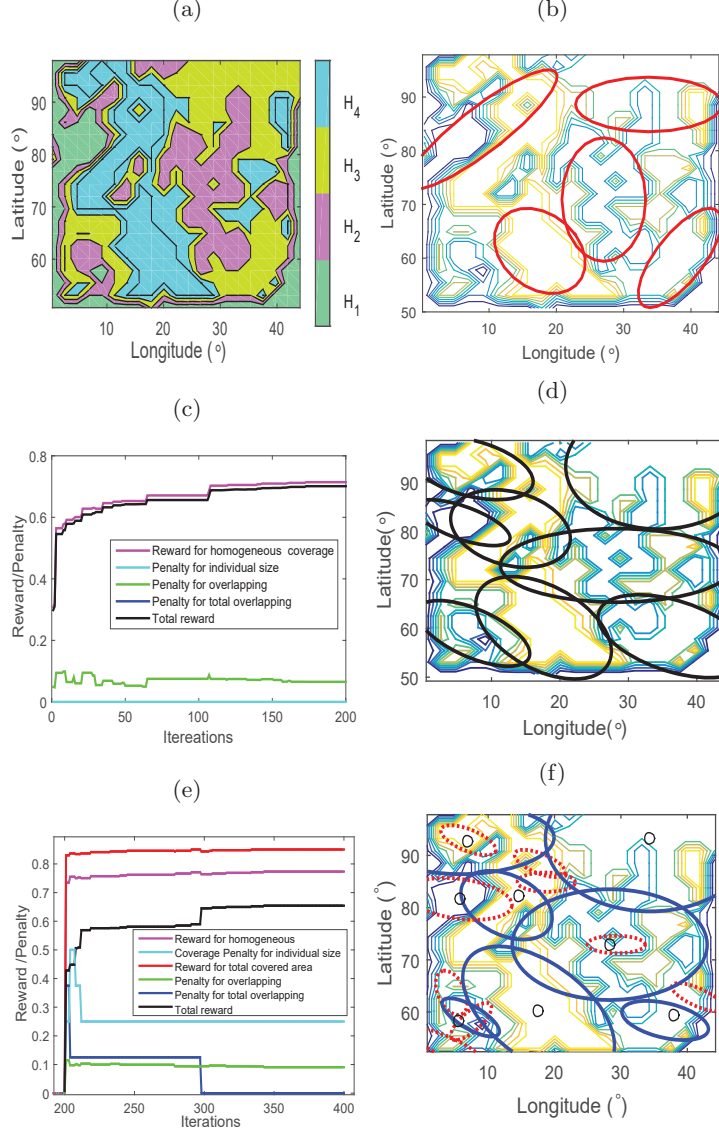 (a)
90
80
70
60
Latitude (°)
10
20
30
40
Longitude (°)
H4
H3
H2
H1
(b)
90
80
70
60
50
Latitude (°)
10
20
30
40
Longitude (°)
(c)
0.8
0.6
0.4
0.2
0
Reward/Penalty
Reward for homogeneous coverage
Penalty for individual size
Penalty for overlapping
Penalty for total overlapping
Total reward
0
50
100
150
200
Itereations
(d)
90
80
70
60
50
Latitude(°)
10
20
30
40
Longitude(°)
(e)
0.8
0.7
0.6
0.5
0.4
0.3
0.2
0.1
0
Reward /Penalty
Reward for homogeneous
Coverage Penalty for individual size
Reward for total covered area
Penalty for overlapping
Penalty for total overlapping
Total reward
200
250
300
350
400
Iterations
(f)
90
80
70
60
Latitude (°)
10
20
30
40
Longitude (°)